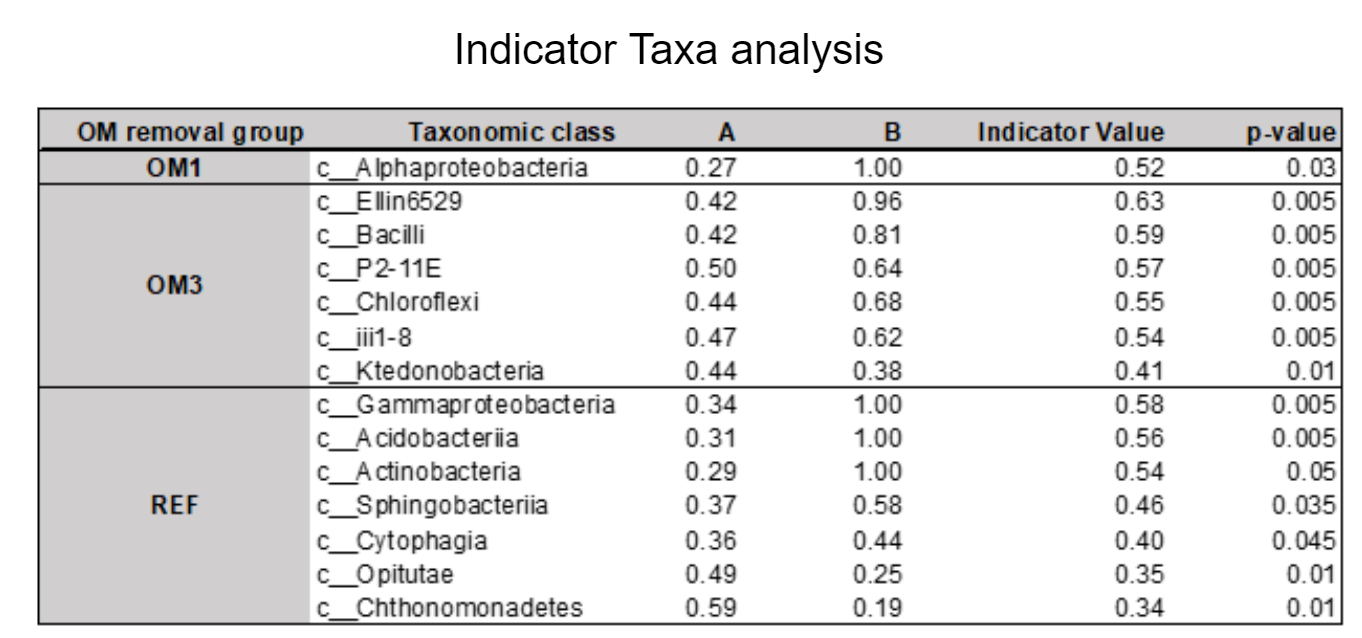 Indicator Taxa analysis
OM removal group Taxonomic class A B Indicator Value p-value
OM1 c__Alphaproteobacteria 0.27 1.00 0.52 0.03
c__Ellin6529 0.42 0.96 0.63 0.005
c__Bacilli 0.42 0.81 0.59 0.005
c__P2-11E 0.50 0.64 0.57 0.005
OM3
c__Chloroflexi 0.44 0.68 0.55 0.005
c__iii1-8 0.47 0.62 0.54 0.005
c__Ktedonobacteria 0.44 0.38 0.41 0.01
c__Gammaproteobacteria 0.34 1.00 0.58 0.005
c__Acidobacteriia 0.31 1.00 0.56 0.005
c__Actinobacteria 0.29 1.00 0.54 0.05
REF c__Sphingobacteriia 0.37 0.58 0.46 0.035
c__Cytophagia 0.36 0.44 0.40 0.045
c__Opitutae 0.49 0.25 0.35 0.01
c__Chthonomonadetes 0.59 0.19 0.34 0.01